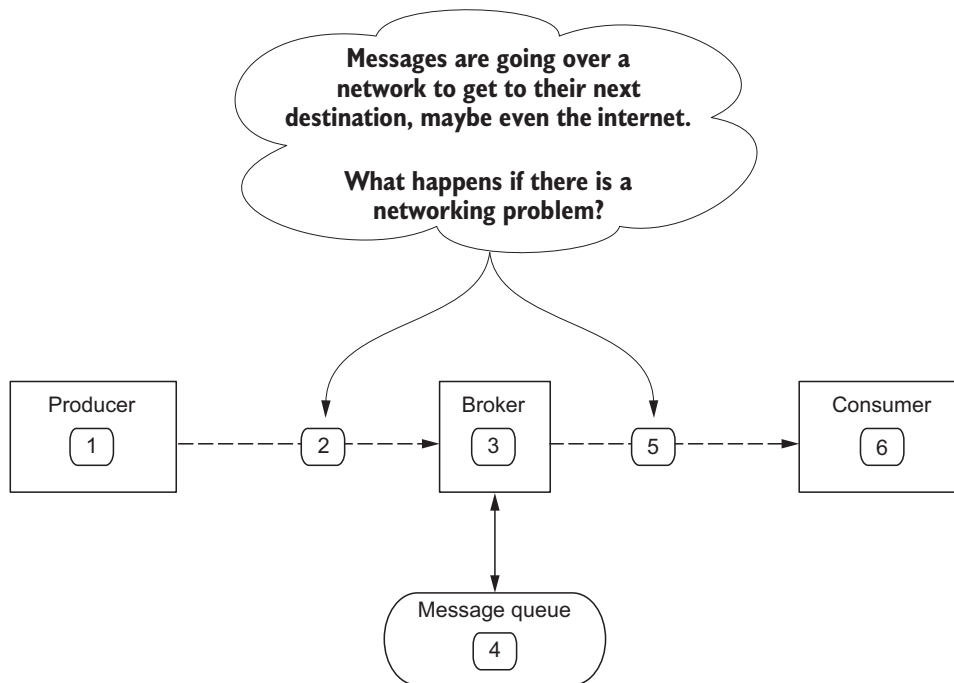 Messages are going over a
network to get to their next
destination, maybe even the internet.
What happens if there is a
networking problem?
Producer
1
2
Broker
3
5
Consumer
6
Message queue
4